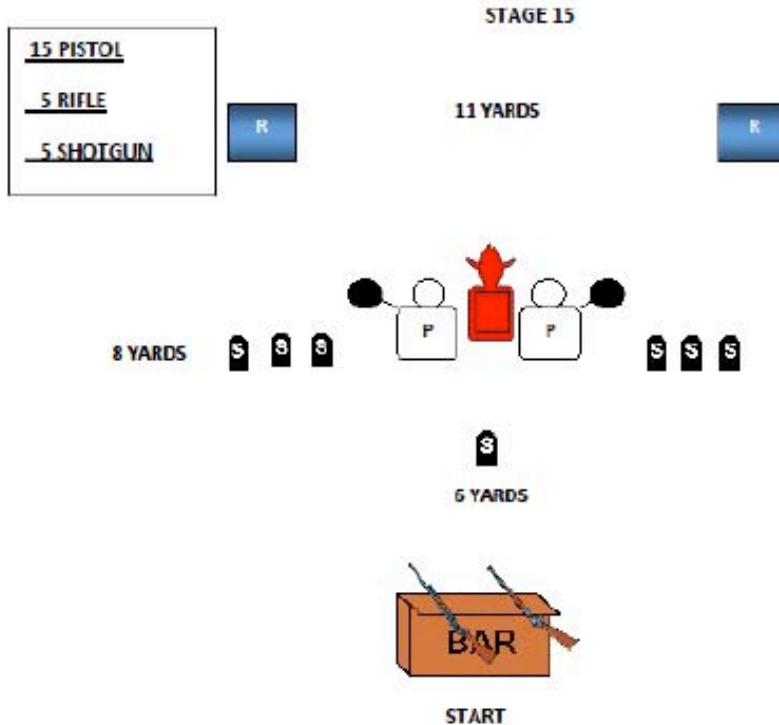 STAGE 15
15 PISTOL
5 RIFLE
5 SHOTGUN
R
11 YARDS
R
P
P
8 YARDS
S
S
S
S
S
S
S
6 YARDS
BAR
START